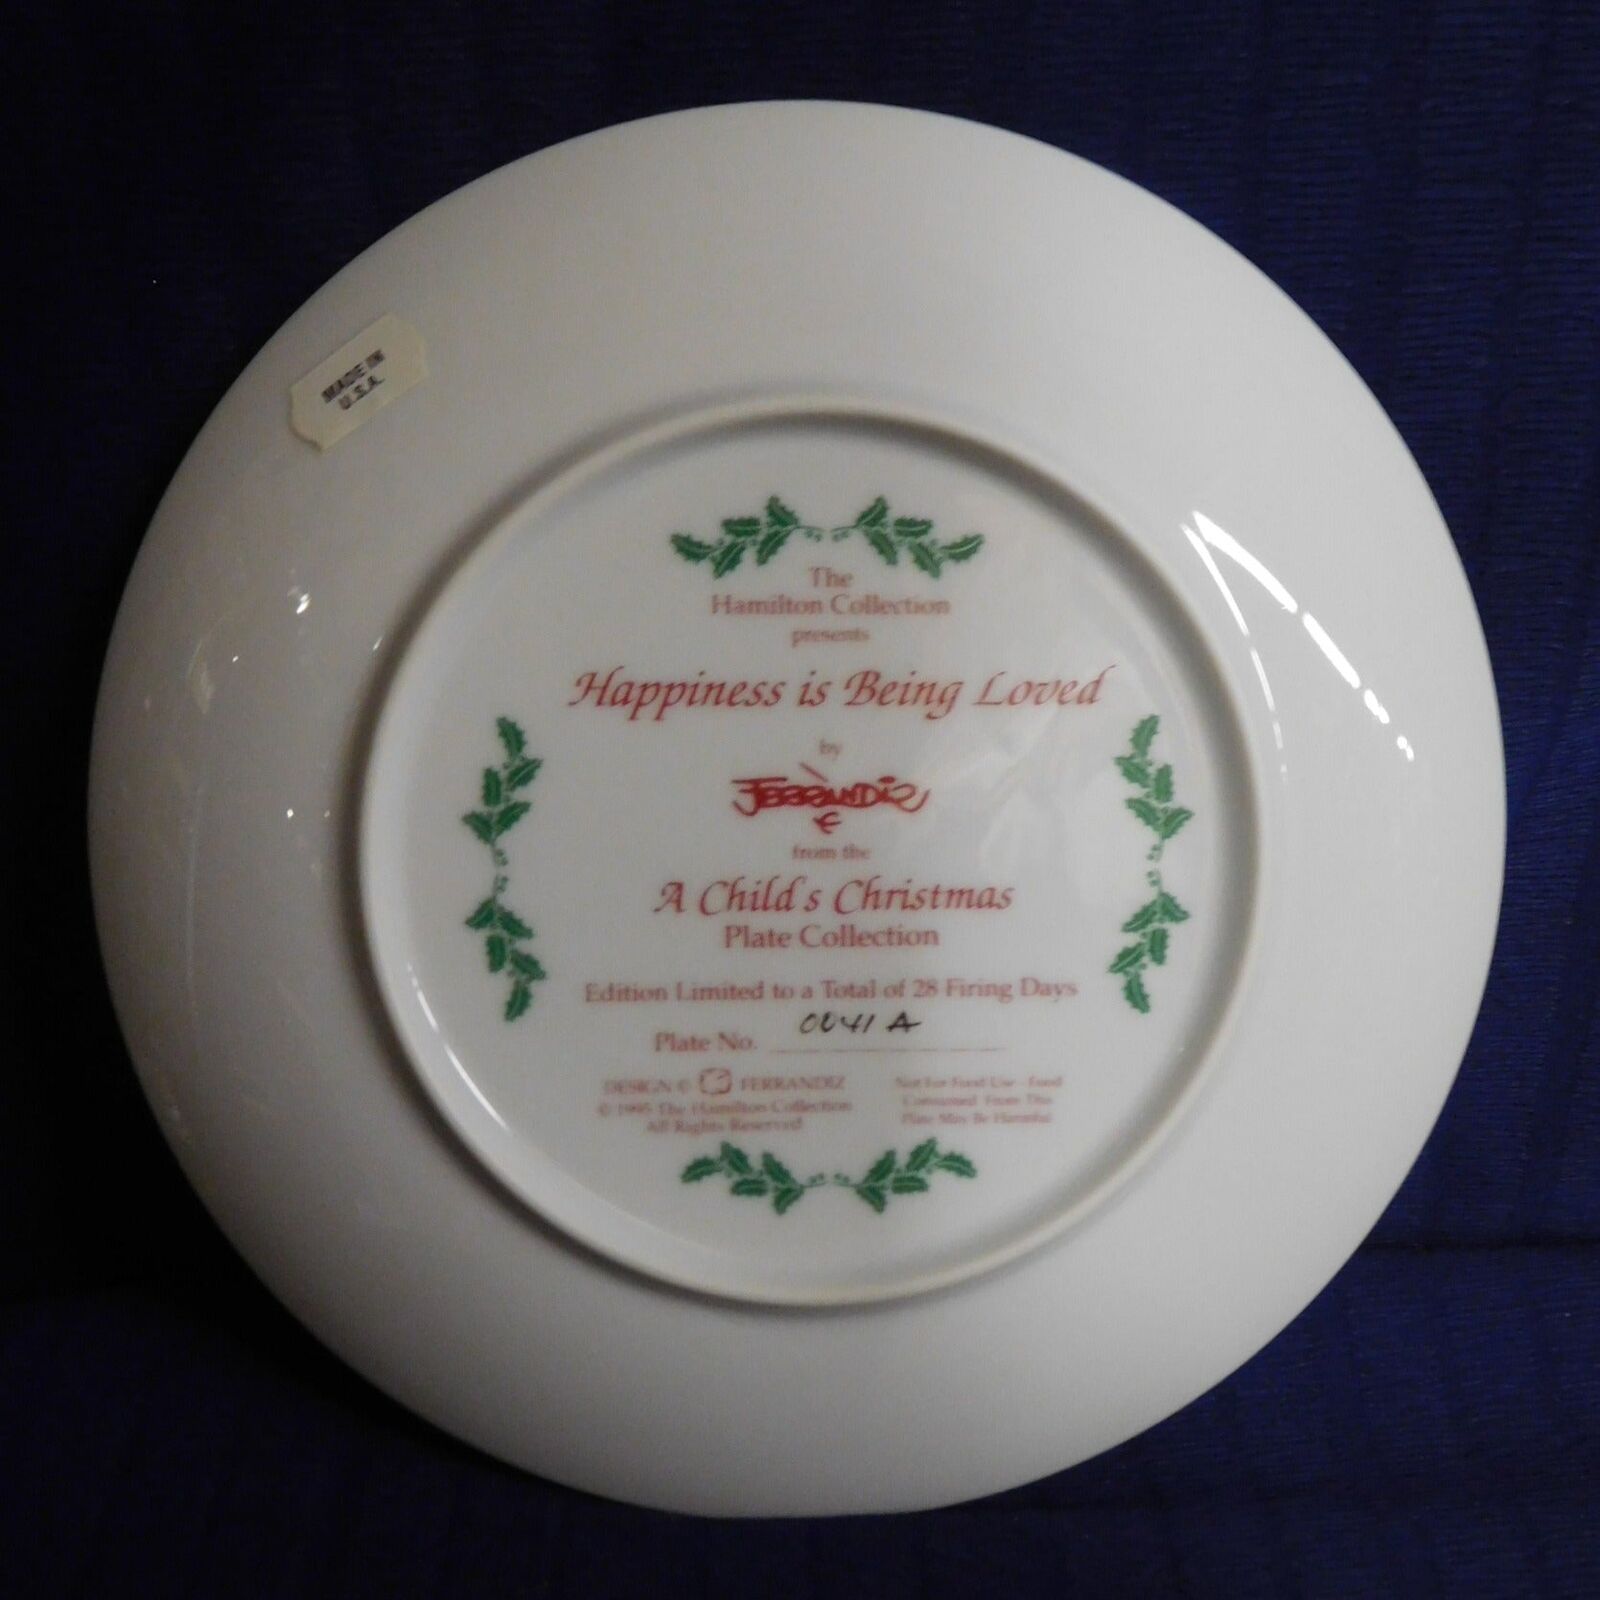 MADE IN
U.S.A.
The
Hamilton Collection
presents
Happiness is Being Loved
by
FERRANDIZ
from the
A Child's Christmas
Plate Collection
Edition Limited to a Total of 28 Firing Days
Plate No. 0041 A
DESIGN © FERRANDIZ
© 1995 The Hamilton Collection
All Rights Reserved
Not For Food Use - Food
Consumed From This
Plate May Be Harmful.